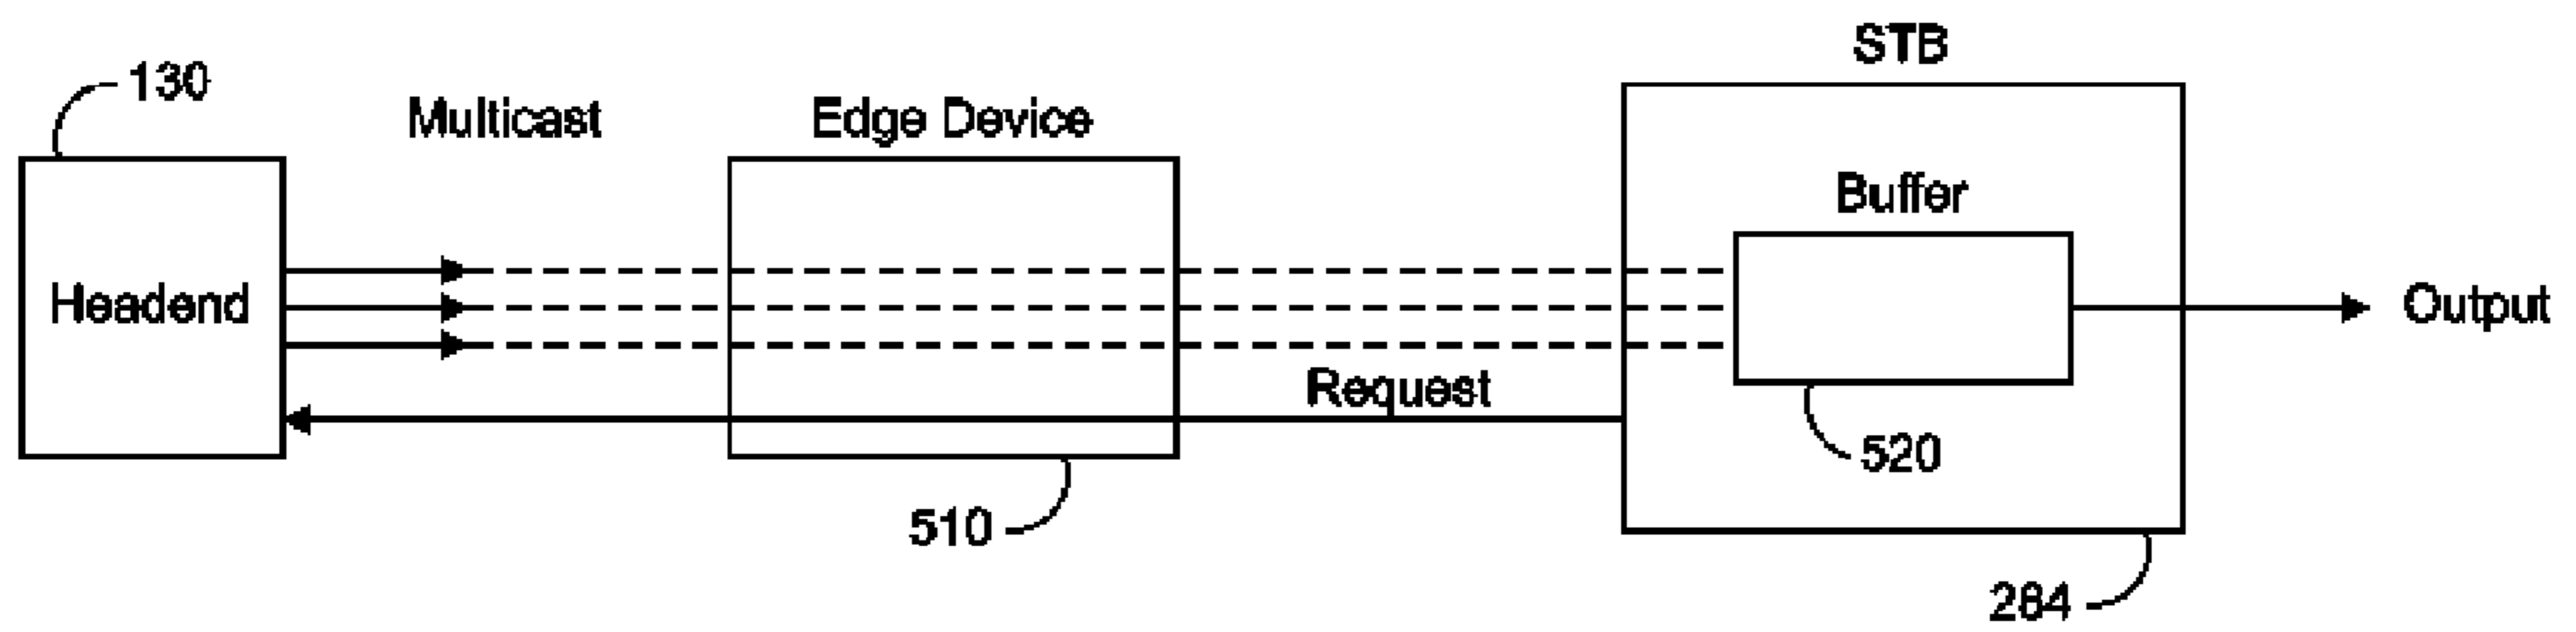 STB
130
Multicast
Edge Device
Buffer
Headend
Output
Request
520
510
284